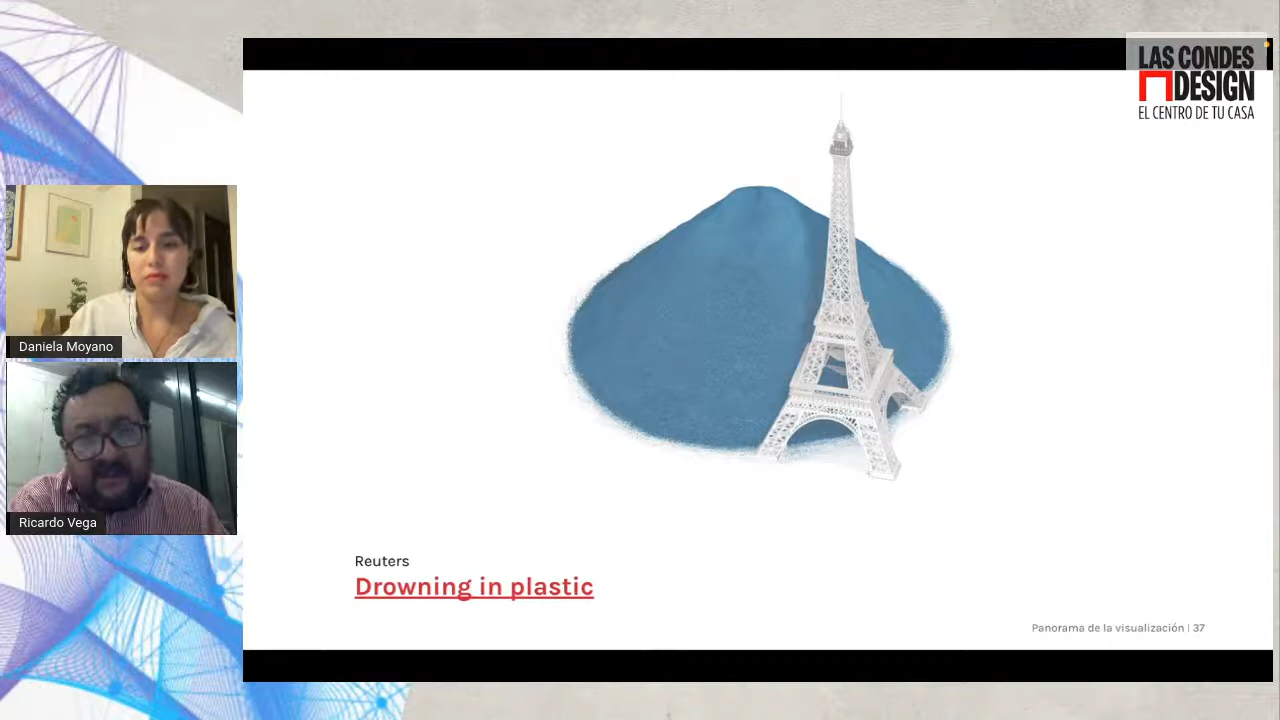 LAS CONDES
DESIGN
EL CENTRO DE TU CASA
Daniela Moyano
Ricardo Vega
Reuters
Drowning in plastic
Panorama de la visualización | 37